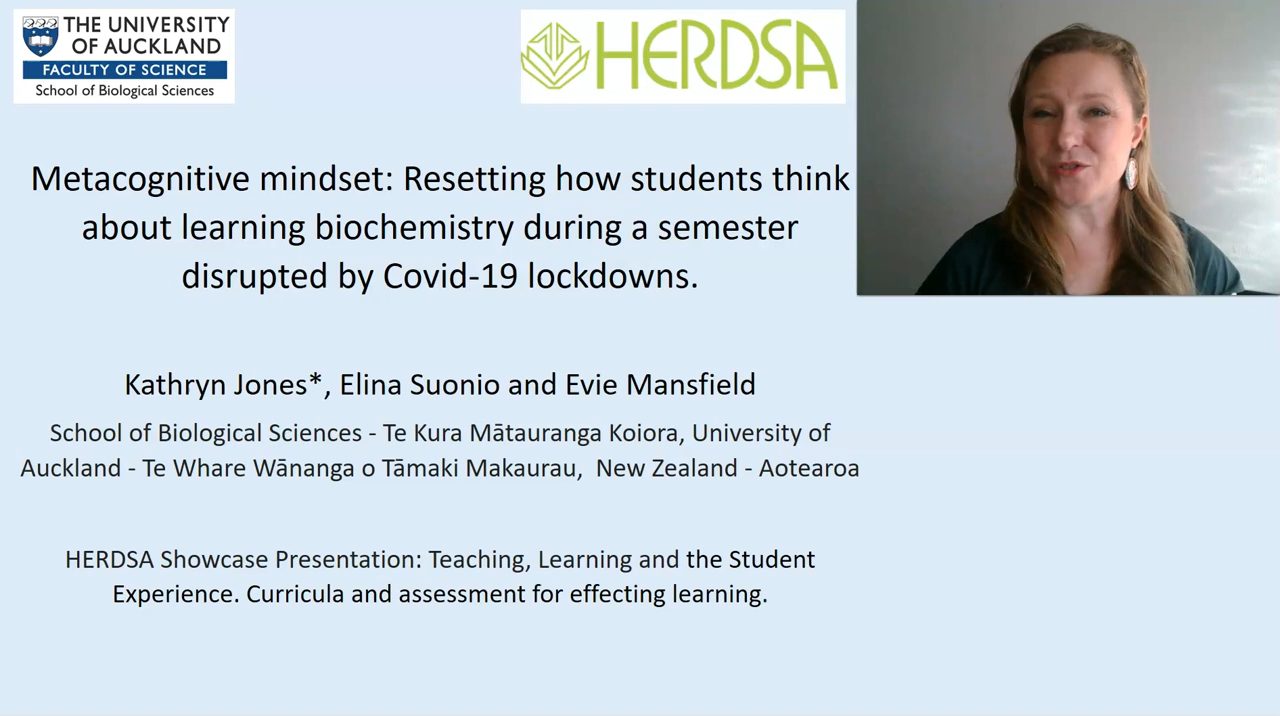 THE UNIVERSITY
OF AUCKLAND
FACULTY OF SCIENCE
School of Biological Sciences
HERDSA
Metacognitive mindset: Resetting how students think
about learning biochemistry during a semester
disrupted by Covid-19 lockdowns.
Kathryn Jones*, Elina Suonio and Evie Mansfield
School of Biological Sciences - Te Kura Mātauranga Koiora, University of
Auckland - Te Whare Wānanga o Tāmaki Makaurau, New Zealand - Aotearoa
HERDSA Showcase Presentation: Teaching, Learning and the Student
Experience. Curricula and assessment for effecting learning.